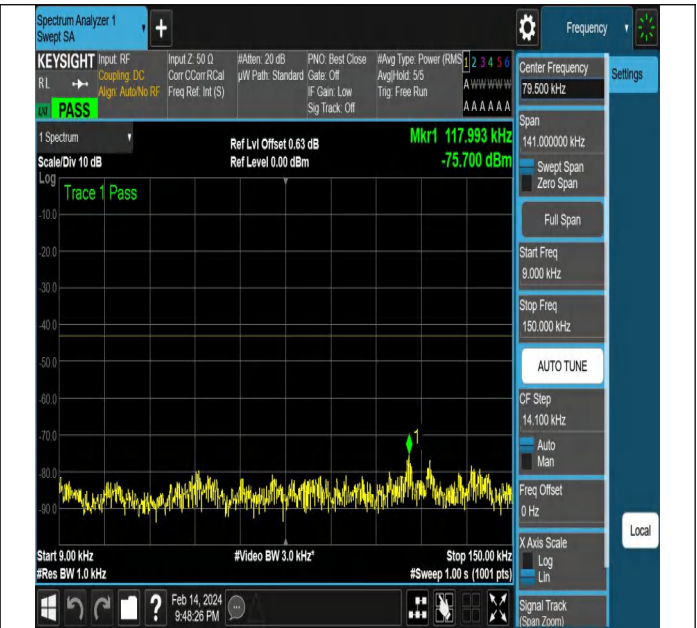 Spectrum Analyzer 1
Swept SA
+
Frequency
KEYSIGHT
RL
LXI
PASS
Input: RF
Coupling: DC
Align: Auto/No RF
Input Z: 50 Ω
Corr CCorr RCal
Freq Ref: Int (S)
#Atten: 20 dB
µW Path: Standard
PNO: Best Close
Gate: Off
IF Gain: Low
Sig Track: Off
#Avg Type: Power (RMS
Avg|Hold: 5/5
Trig: Free Run
1 2 3 4 5 6
A W W W W W
A A A A A A
Center Frequency
79.500 kHz
Settings
1 Spectrum
Scale/Div 10 dB
Ref Lvl Offset 0.63 dB
Ref Level 0.00 dBm
Mkr1 117.993 kHz
-75.700 dBm
Log
Trace 1 Pass
-10.0
-20.0
-30.0
-40.0
-50.0
-60.0
-70.0
-80.0
-90.0
1
Start 9.00 kHz
#Res BW 1.0 kHz
#Video BW 3.0 kHz*
Stop 150.00 kHz
#Sweep 1.00 s (1001 pts)
Span
141.000000 kHz
Swept Span
Zero Span
Full Span
Start Freq
9.000 kHz
Stop Freq
150.000 kHz
AUTO TUNE
CF Step
14.100 kHz
Auto
Man
Freq Offset
0 Hz
X Axis Scale
Log
Lin
Signal Track
(Span Zoom)
Local
?
Feb 14, 2024
9:48:26 PM